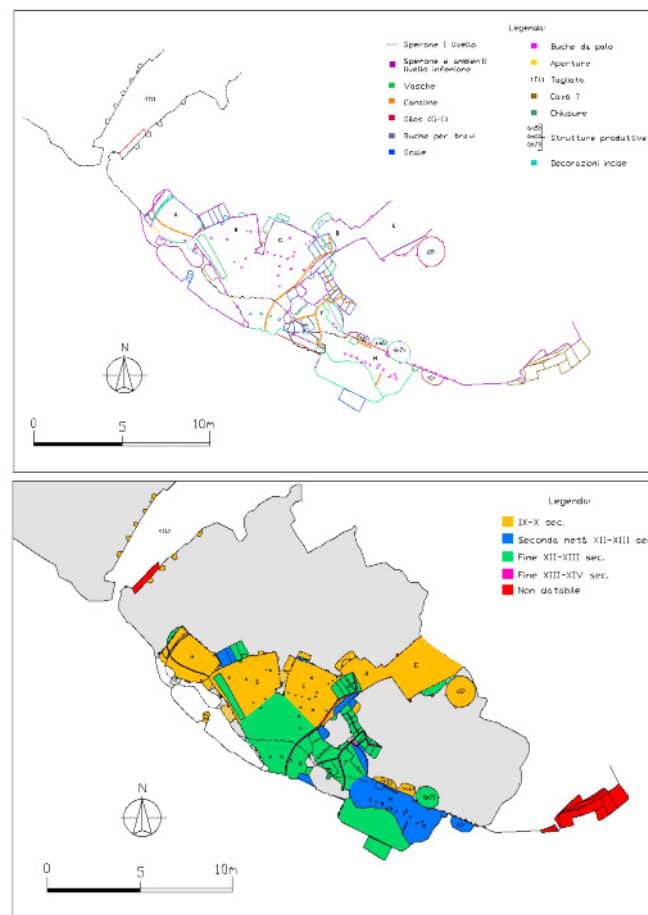 Legenda:
Sperone I livello
Sperone e ambienti
livello inferiore
Vasche
Canaline
Silos (G-I)
Buche per travi
Scale
Buche da palo
Aperture
Tagliata
Cava ?
Chiusure
Strutture produttive
Decorazioni incise
A
B
C
D
E
F
H
N
0
5
10m
Legenda:
IX-X sec.
Seconda metà XII-XIII se
Fine XII-XIII sec.
Fine XIII-XIV sec.
Non databile
A
B
C
D
E
H
N
0
5
10m